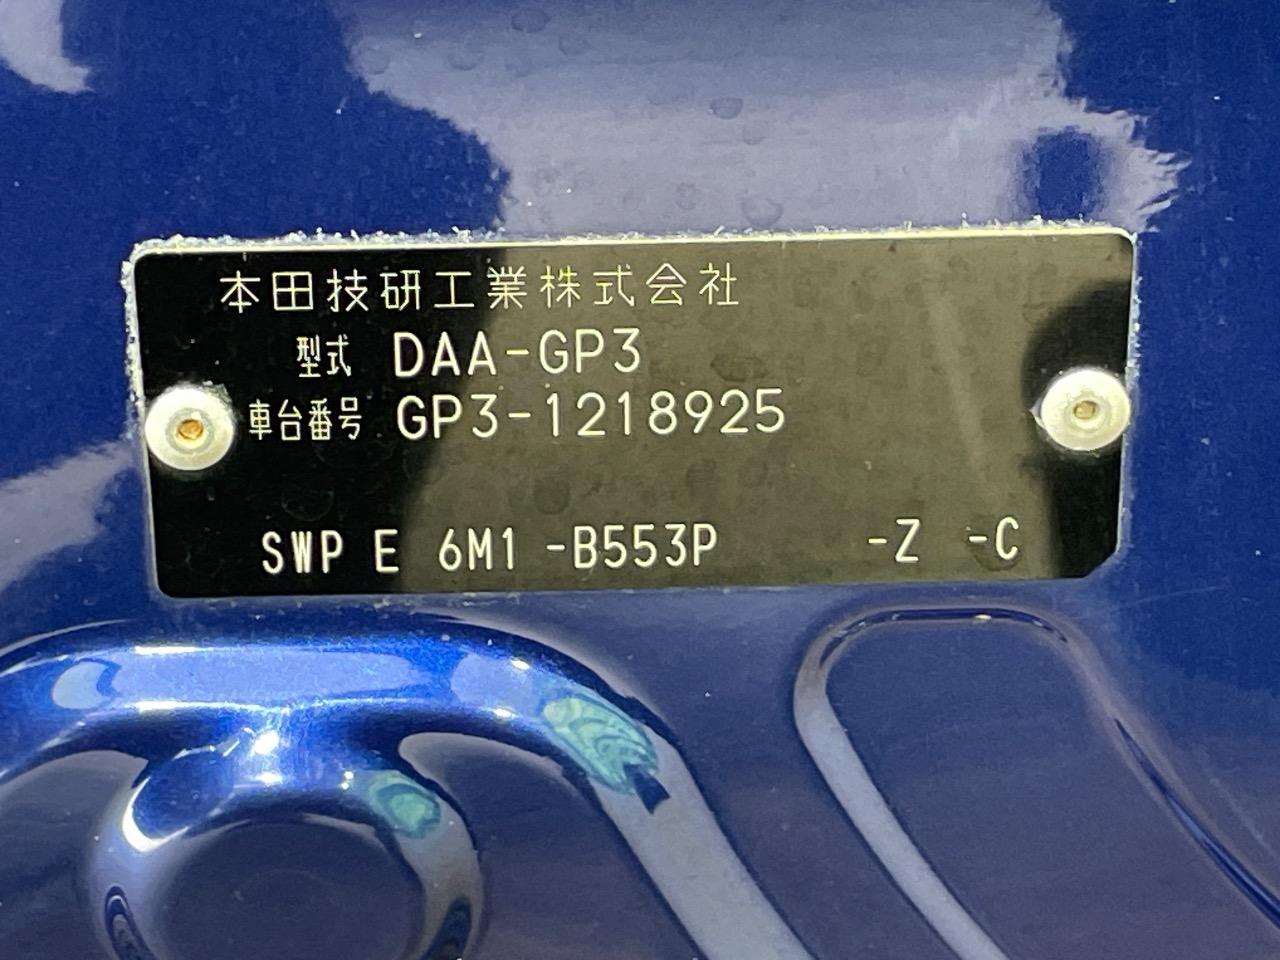 本田技研工業株式会社
型式 DAA-GP3
車台番号 GP3-1218925
SWP E 6M1 -B553P -Z -C